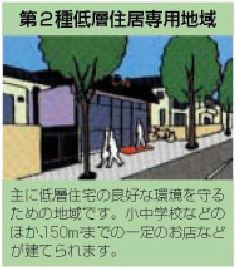 第2種低層住居専用地域
主に低層住宅の良好な環境を守る
ための地域です。小中学校などの
ほか、150㎡までの一定のお店など
が建てられます。